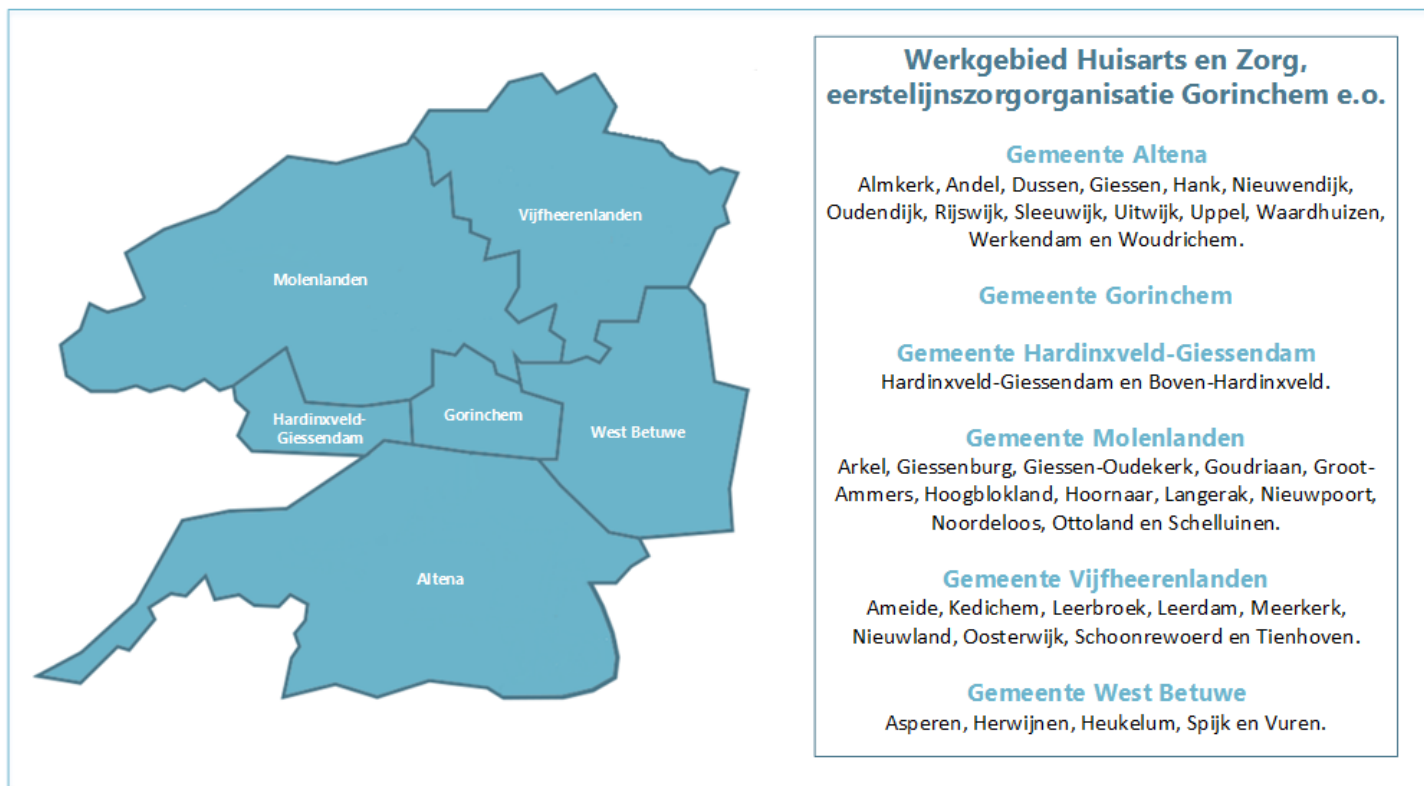 Vijfheerenlanden
Molenlanden
Hardinxveld-
Giessendam
Gorinchem
West Betuwe
Altena
Werkgebied Huisarts en Zorg,
eerstelijnszorgorganisatie Gorinchem e.o.
Gemeente Altena
Almkerk, Andel, Dussen, Giessen, Hank, Nieuwendijk,
Oudendijk, Rijswijk, Sleeuwijk, Uitwijk, Uppel, Waardhuizen,
Werkendam en Woudrichem.
Gemeente Gorinchem
Gemeente Hardinxveld-Giessendam
Hardinxveld-Giessendam en Boven-Hardinxveld.
Gemeente Molenlanden
Arkel, Giessenburg, Giessen-Oudekerk, Goudriaan, Groot-
Ammers, Hoogblokland, Hoornaar, Langerak, Nieuwpoort,
Noordeloos, Ottoland en Schelluinen.
Gemeente Vijfheerenlanden
Ameide, Kedichem, Leerbroek, Leerdam, Meerkerk,
Nieuwland, Oosterwijk, Schoonrewoerd en Tienhoven.
Gemeente West Betuwe
Asperen, Herwijnen, Heukelum, Spijk en Vuren.